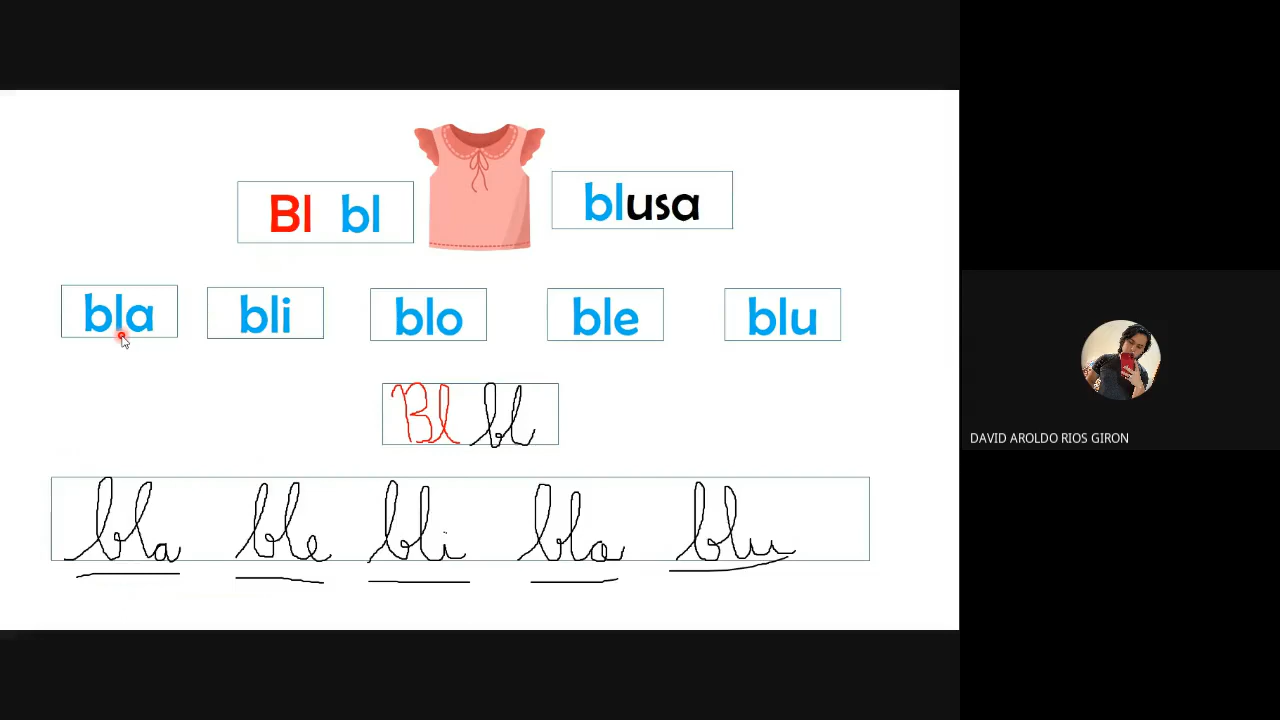 Bl bl
blusa
bla bli blo ble blu
Bl bl
bla ble bli blo blu
DAVID AROLDO RIOS GIRON